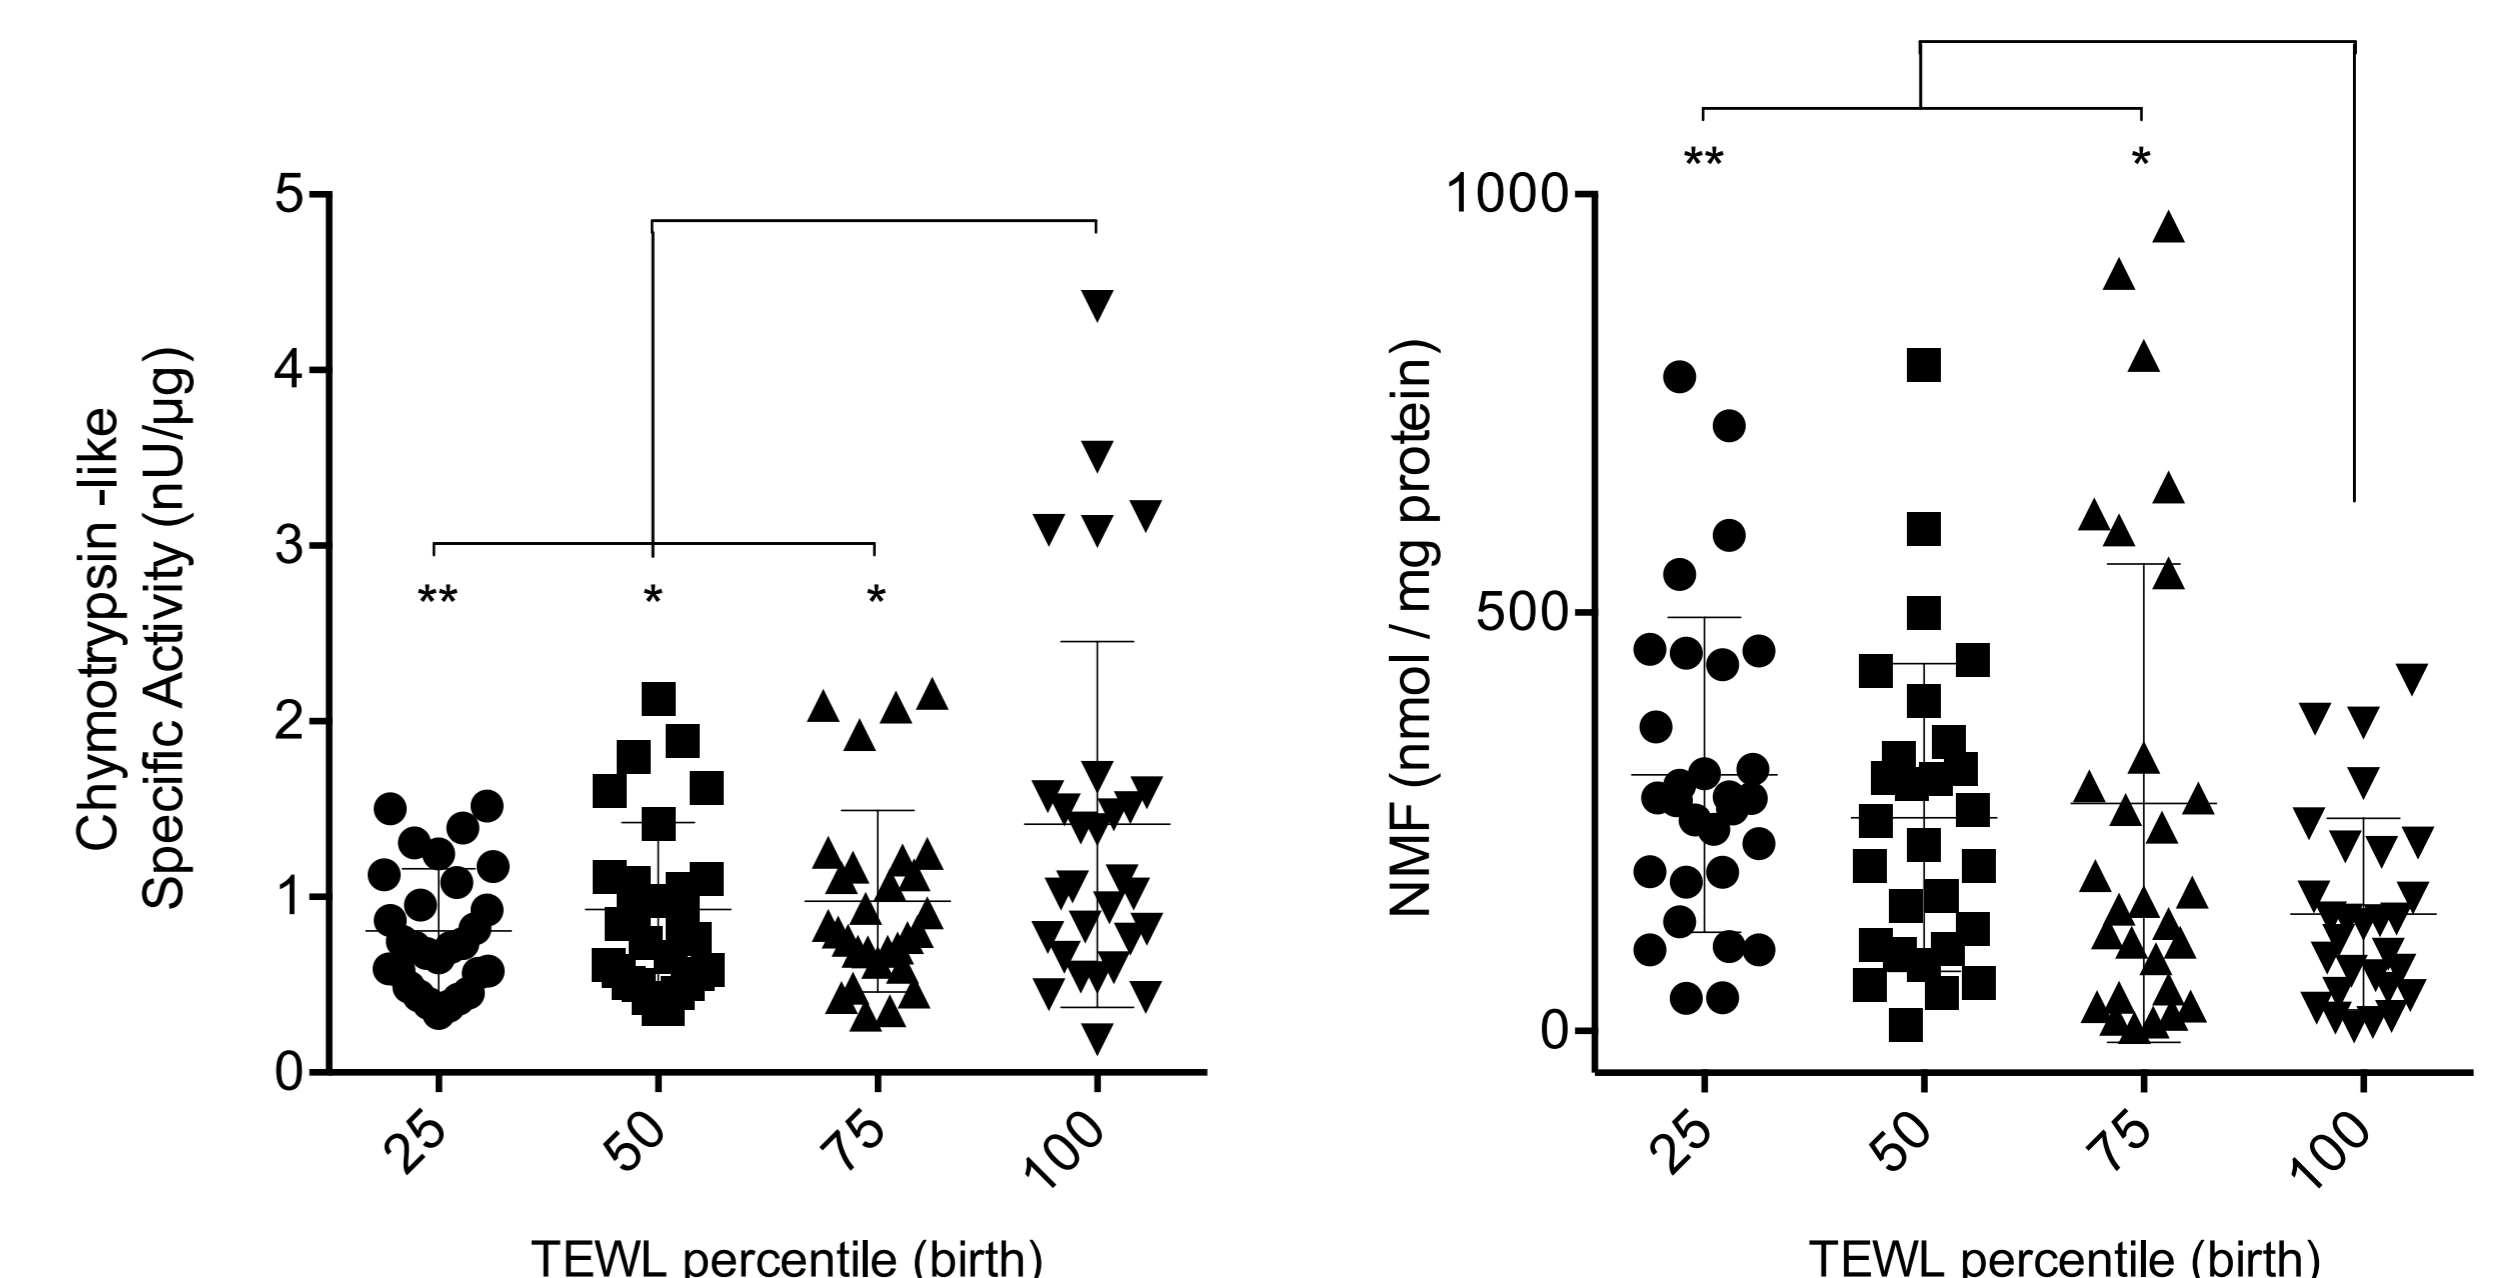 Chymotrypsin -like
Specific Activity (nU/µg)
5
4
3
2
1
0
** * *
25 50 75 100
TEWL percentile (birth)
NMF (nmol / mg protein)
1000
500
0
** *
25 50 75 100
TEWL percentile (birth)